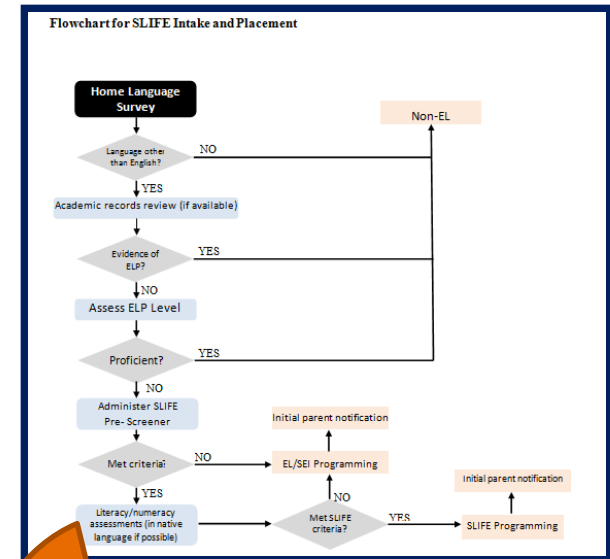 Flowchart for SLIFE Intake and Placement
Home Language
Survey
Non-EL
Language other
than English?
NO
YES
Academic records review (if available)
Evidence of
ELP?
YES
NO
Assess ELP Level
Proficient?
YES
NO
Administer SLIFE
Pre- Screener
Initial parent notification
Met criteria?
NO
EL/SEI Programming
YES
NO
Initial parent notification
Literacy/numeracy
assessments (in native
language if possible)
Met SLIFE
criteria?
YES
SLIFE Programming